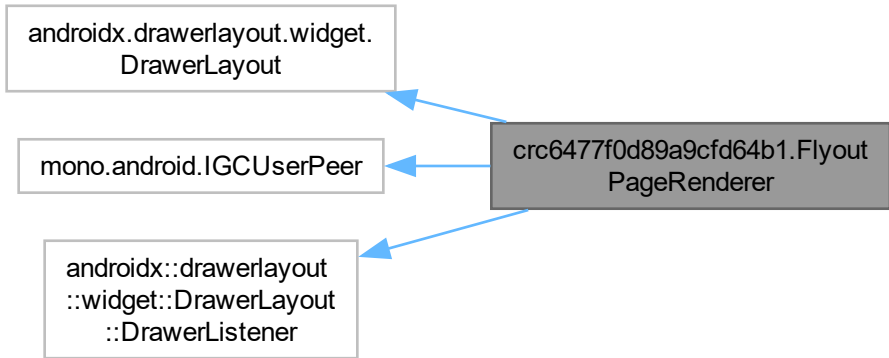 androidx.drawerlayout.widget.
DrawerLayout
mono.android.IGCUserPeer
crc6477f0d89a9cfd64b1.Flyout
PageRenderer
androidx::drawerlayout
::widget::DrawerLayout
::DrawerListener